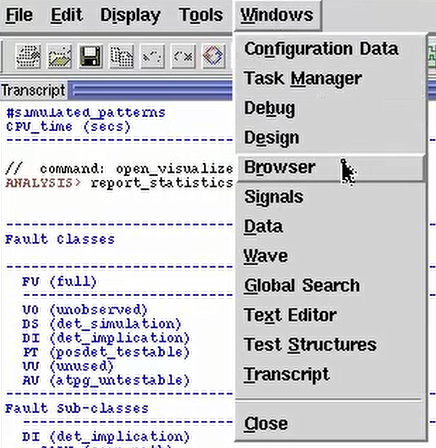 File Edit Display Tools Windows
Transcript
#simulated_patterns
CPU_time (secs)
// command: open_visualize
ANALYSIS> report_statistics
Fault Classes
FU (full)
UO (unobserved)
DS (det_simulation)
DI (det_implication)
PT (posdet_testable)
UU (unused)
AU (atpg_untestable)
Fault Sub-classes
DI (det_implication)
Configuration Data
Task Manager
Debug
Design
Browser
Signals
Data
Wave
Global Search
Text Editor
Test Structures
Transcript
Close